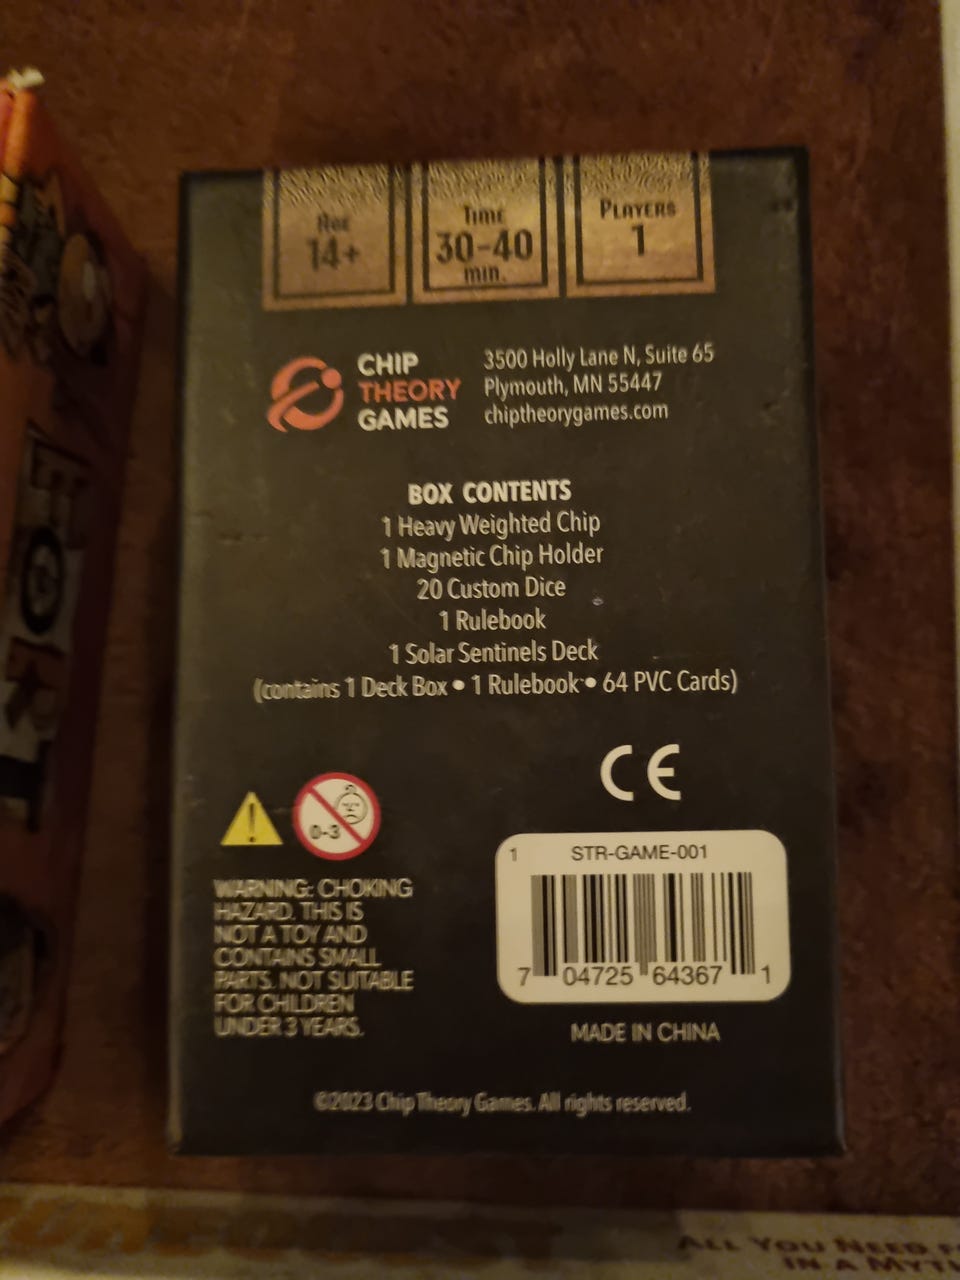 Age
14+
Time
30-40
min.
Players
1
CHIP
THEORY
GAMES
3500 Holly Lane N, Suite 65
Plymouth, MN 55447
chiptheorygames.com
BOX CONTENTS
1 Heavy Weighted Chip
1 Magnetic Chip Holder
20 Custom Dice
1 Rulebook
1 Solar Sentinels Deck
(contains 1 Deck Box • 1 Rulebook • 64 PVC Cards)
CE
0-3
WARNING: CHOKING
HAZARD. THIS IS
NOT A TOY AND
CONTAINS SMALL
PARTS. NOT SUITABLE
FOR CHILDREN
UNDER 3 YEARS.
1 STR-GAME-001
7 04725 64367 1
MADE IN CHINA
©2023 Chip Theory Games. All rights reserved.
ALL YOU NEED
IN A